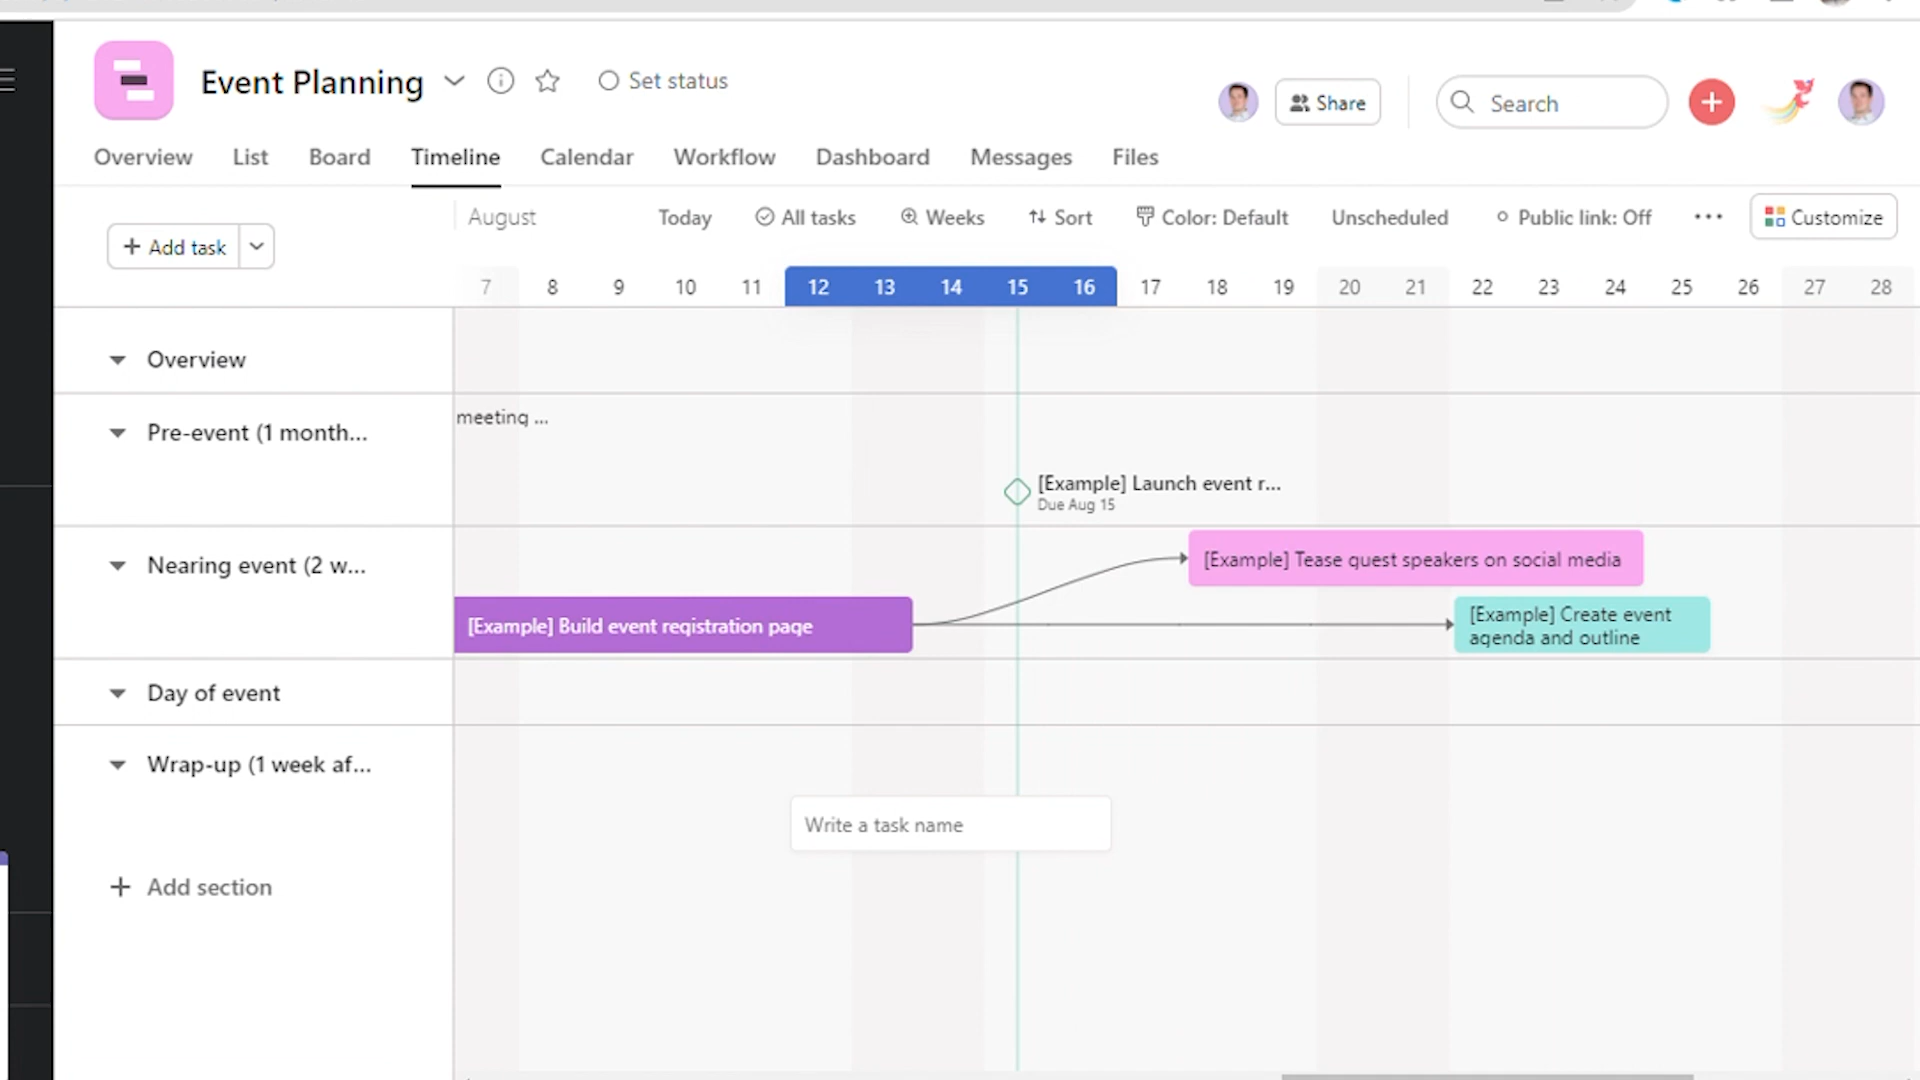 Event Planning
Set status
Share
Search
Overview List Board Timeline Calendar Workflow Dashboard Messages Files
+ Add task
August
Today
All tasks
Weeks
Sort
Color: Default
Unscheduled
Public link: Off
...
Customize
7 8 9 10 11 12 13 14 15 16 17 18 19 20 21 22 23 24 25 26 27 28
Overview
meeting ...
Pre-event (1 month...
[Example] Launch event r...
Due Aug 15
Nearing event (2 w...
[Example] Tease guest speakers on social media
[Example] Build event registration page
[Example] Create event
agenda and outline
Day of event
Wrap-up (1 week af...
Write a task name
+ Add section